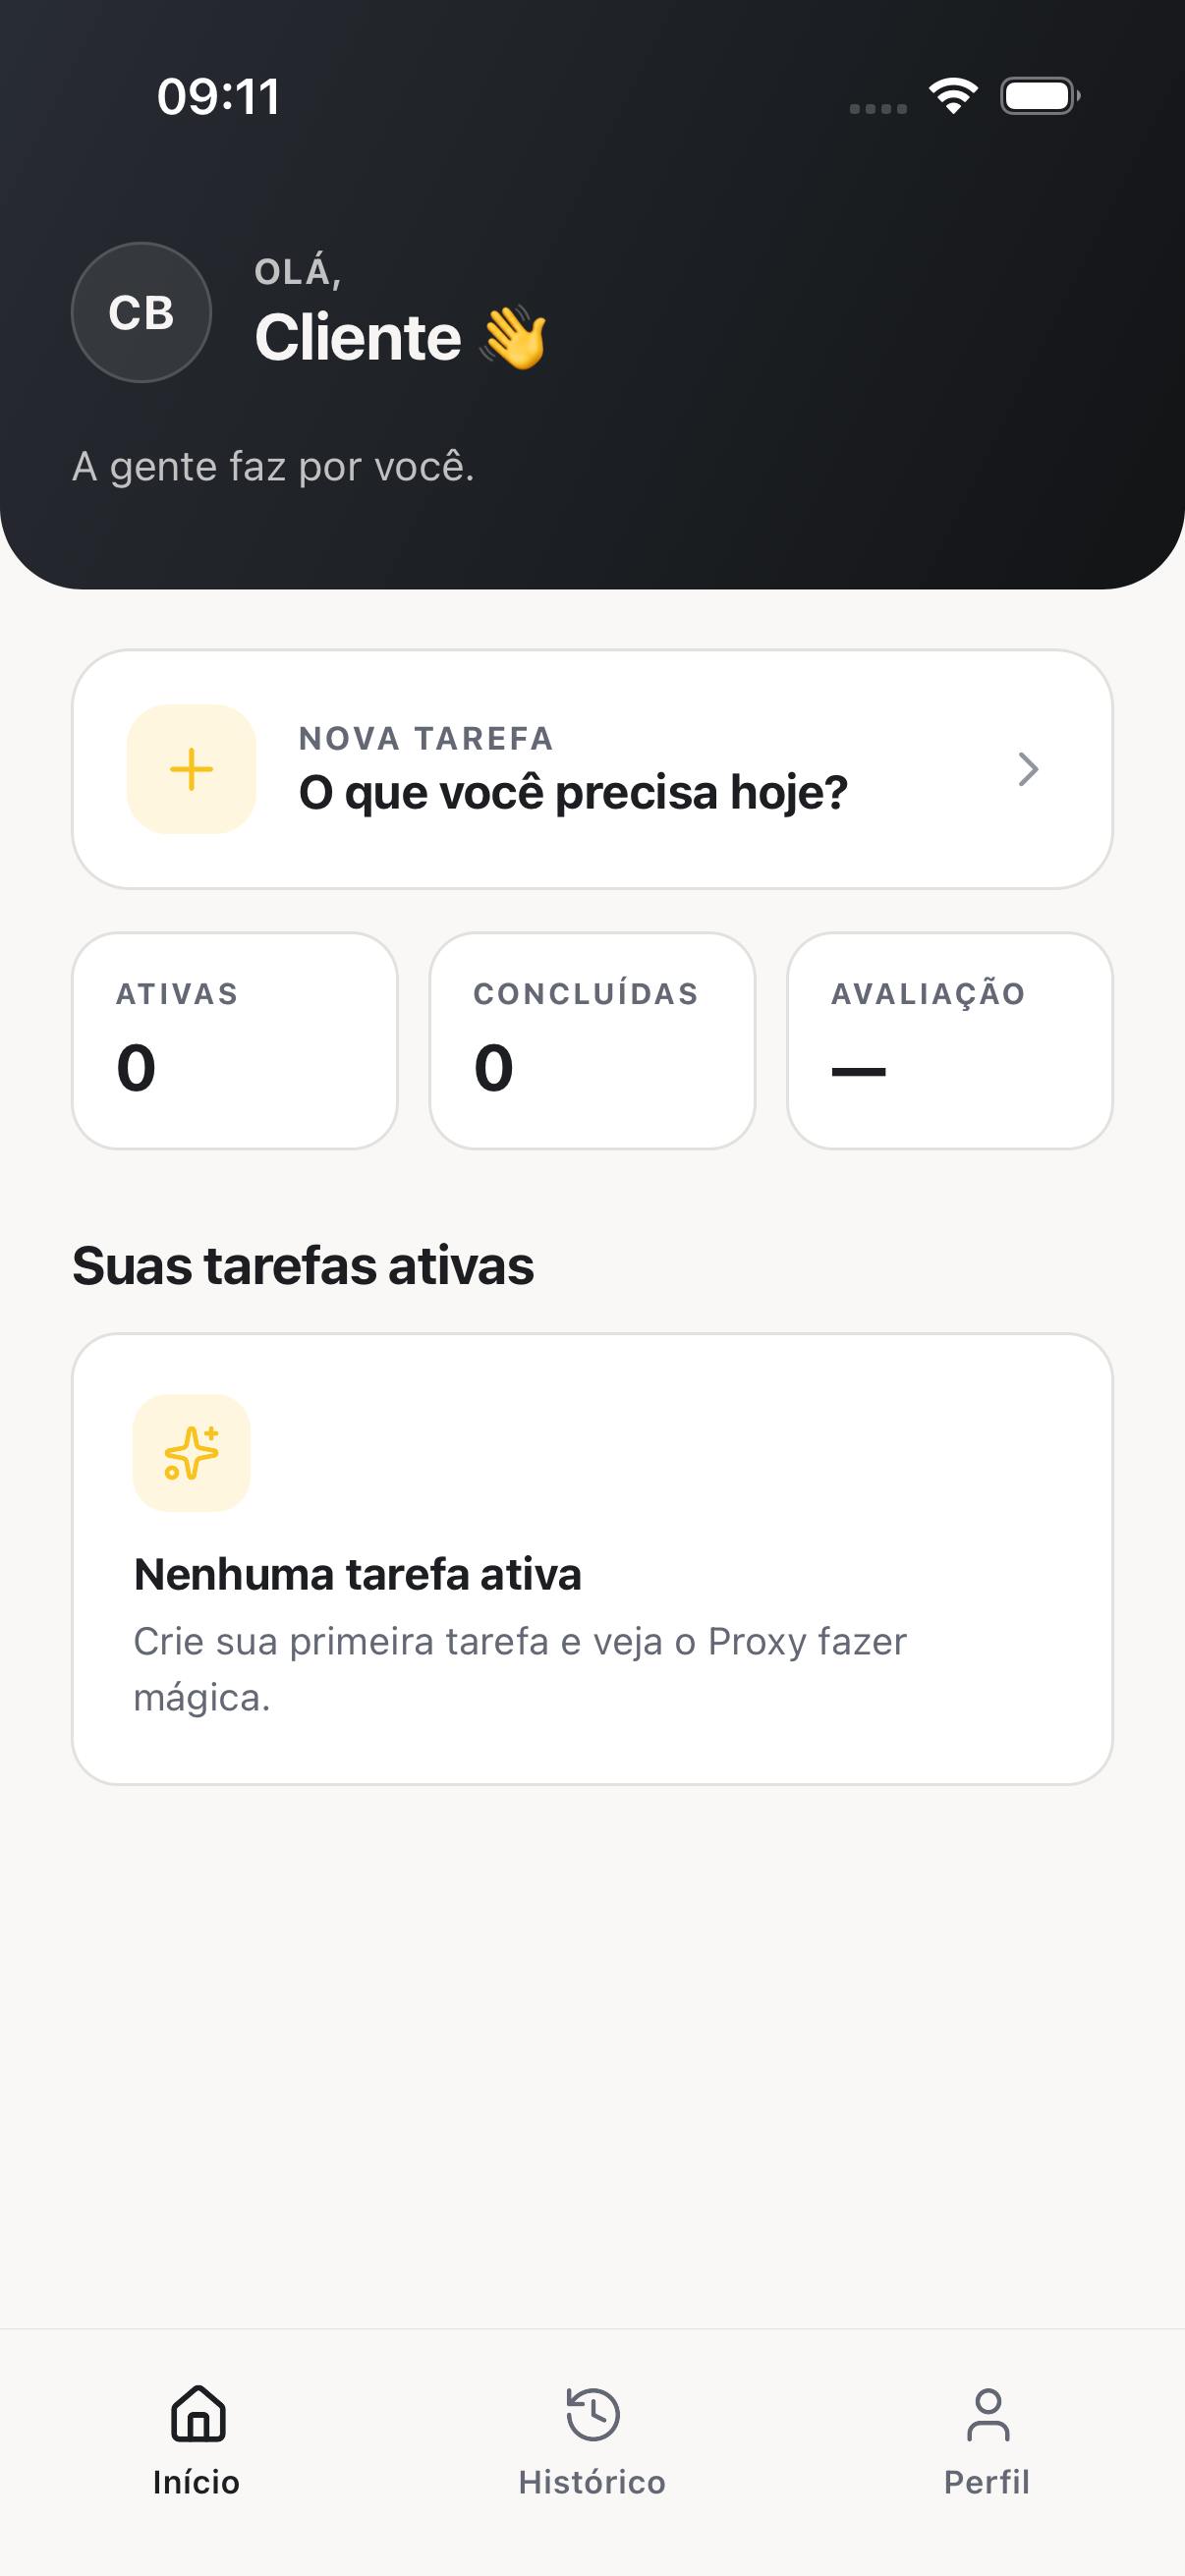 09:11
CB
OLÁ,
Cliente 👋
A gente faz por você.
NOVA TAREFA
O que você precisa hoje?
ATIVAS
0
CONCLUÍDAS
0
AVALIAÇÃO
—
Suas tarefas ativas
Nenhuma tarefa ativa
Crie sua primeira tarefa e veja o Proxy fazer
mágica.
Início
Histórico
Perfil